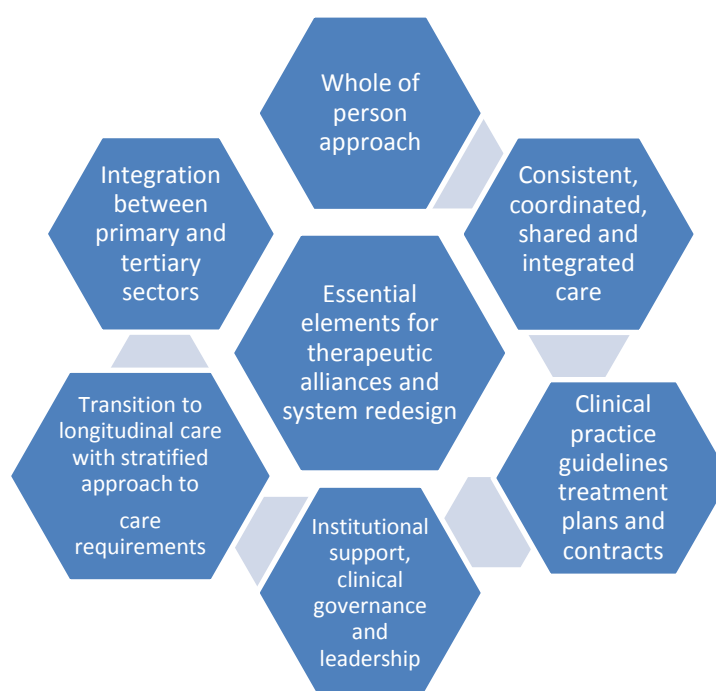 Whole of
person
approach
Consistent,
coordinated,
shared and
integrated
care
Clinical
practice
guidelines
treatment
plans and
contracts
Institutional
support,
clinical
governance
and
leadership
Transition to
longitudinal care
with stratified
approach to
care
requirements
Integration
between
primary and
tertiary
sectors
Essential
elements for
therapeutic
alliances and
system redesign